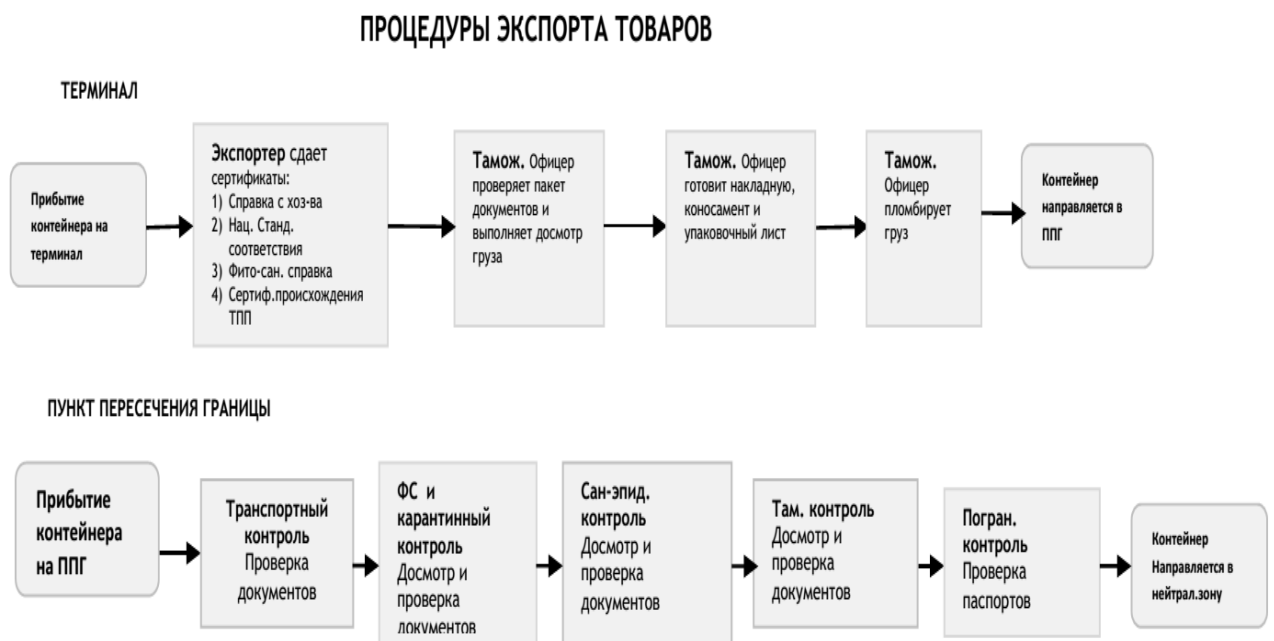 ПРОЦЕДУРЫ ЭКСПОРТА ТОВАРОВ
ТЕРМИНАЛ
Прибытие
контейнера на
терминал
Экспортер сдает
сертификаты:
1) Справка с хоз-ва
2) Нац. Станд.
соответствия
3) Фито-сан. справка
4) Сертиф.происхождения
ТПП
Тамож. Офицер
проверяет пакет
документов и
выполняет досмотр
груза
Тамож. Офицер
готовит накладную,
коносамент и
упаковочный лист
Тамож.
Офицер
пломбирует
груз
Контейнер
направляется в
ППГ
ПУНКТ ПЕРЕСЕЧЕНИЯ ГРАНИЦЫ
Прибытие
контейнера
на ППГ
Транспортный
контроль
Проверка
документов
ФС и
карантинный
контроль
Досмотр и
проверка
документов
Сан-эпид.
контроль
Досмотр и
проверка
документов
Там. контроль
Досмотр и
проверка
документов
Погран.
контроль
Проверка
паспортов
Контейнер
Направляется в
нейтрал.зону